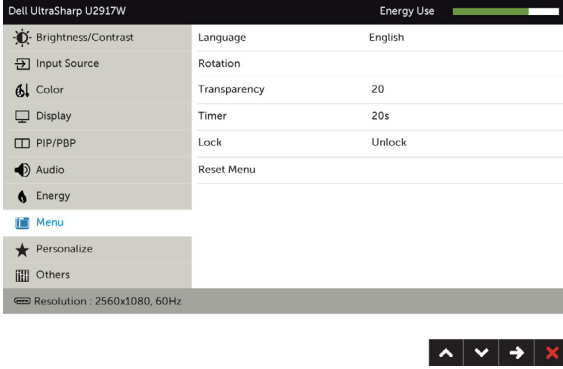 Dell UltraSharp U2917W Energy Use
Brightness/Contrast Language English
Input Source Rotation
Color Transparency 20
Display Timer 20s
PIP/PBP Lock Unlock
Audio Reset Menu
Energy
Menu
Personalize
Others
Resolution : 2560x1080, 60Hz